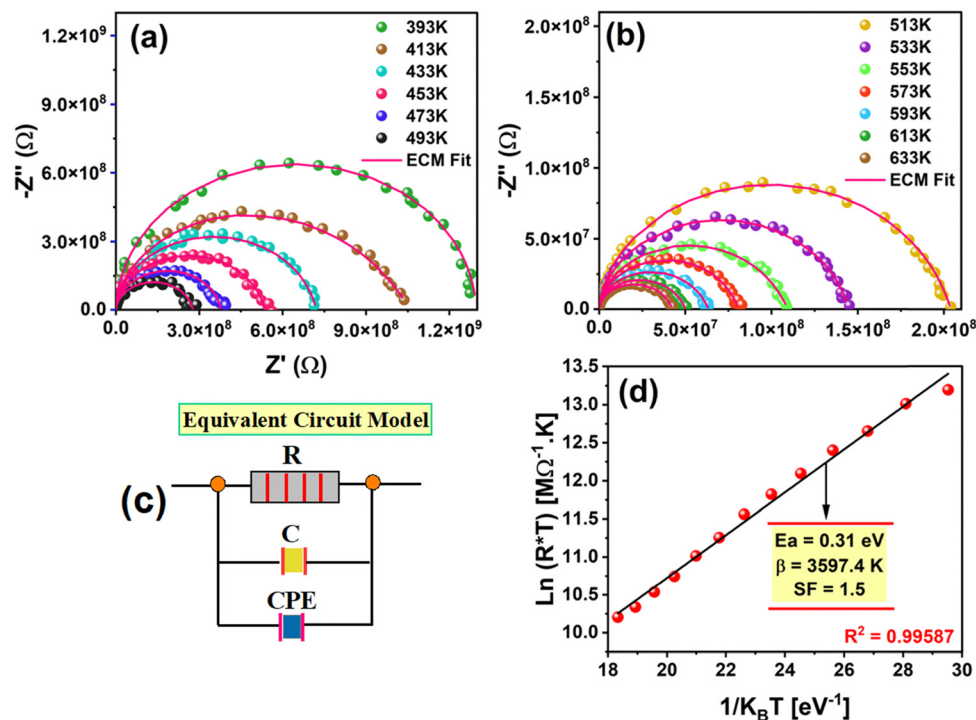 (a)
393K
413K
433K
453K
473K
493K
ECM Fit
1.2×10⁹
9.0×10⁸
6.0×10⁸
3.0×10⁸
0.0
-Z'' (Ω)
0.0 3.0×10⁸ 6.0×10⁸ 9.0×10⁸ 1.2×10⁹
Z' (Ω)
(b)
513K
533K
553K
573K
593K
613K
633K
ECM Fit
-2.0×10⁸
-2.0×10⁸
1.0×10⁸
5.0×10⁷
0.0
-Z'' (Ω)
0.0 5.0×10⁷ 1.0×10⁸ 1.5×10⁸ 2.0×10⁸
Equivalent Circuit Model
(c)
R
C
CPE
(d)
13.5
13.0
12.5
12.0
11.5
11.0
10.5
10.0
Ln (R*T) [MΩ⁻¹.K]
Ea = 0.31 eV
β = 3597.4 K
SF = 1.5
R² = 0.99587
18 20 22 24 26 28 30
1/K_BT [eV⁻¹]